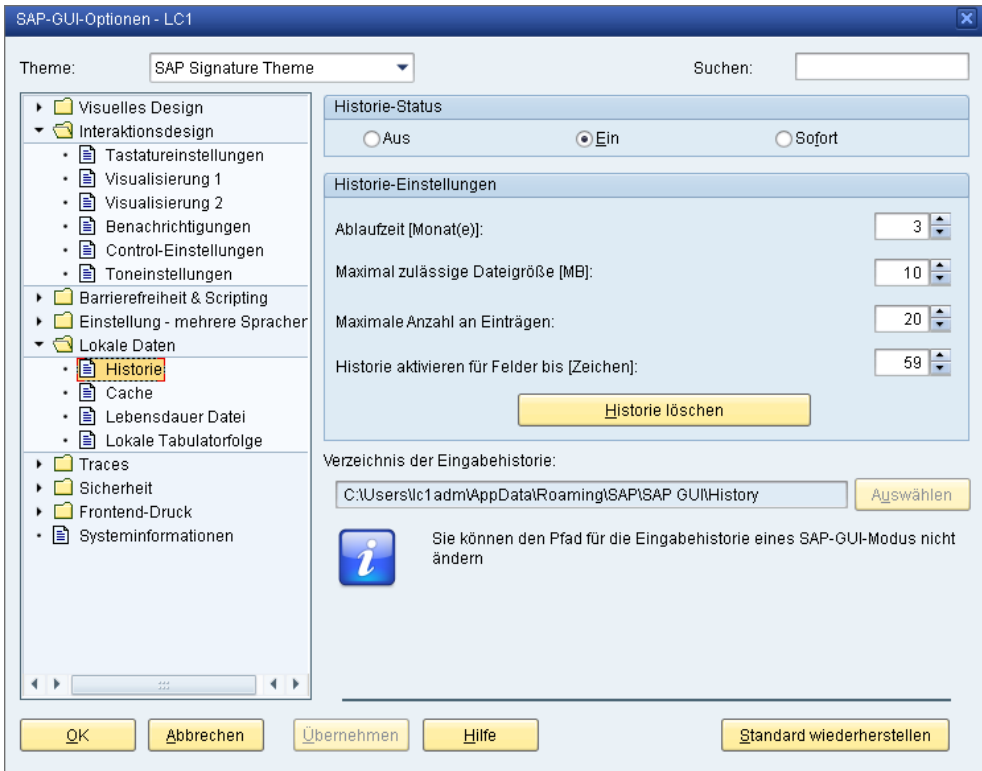 SAP-GUI-Optionen - LC1
Theme: SAP Signature Theme Suchen:
Visuelles Design
Interaktionsdesign
Tastatureinstellungen
Visualisierung 1
Visualisierung 2
Benachrichtigungen
Control-Einstellungen
Toneinstellungen
Barrierefreiheit & Scripting
Einstellung - mehrere Sprachen
Lokale Daten
Historie
Cache
Lebensdauer Datei
Lokale Tabulatorfolge
Traces
Sicherheit
Frontend-Druck
Systeminformationen
Historie-Status
Aus Ein Sofort
Historie-Einstellungen
Ablaufzeit [Monat(e)]: 3
Maximal zulässige Dateigröße [MB]: 10
Maximale Anzahl an Einträgen: 20
Historie aktivieren für Felder bis [Zeichen]: 59
Historie löschen
Verzeichnis der Eingabehistorie:
C:\Users\lc1adm\AppData\Roaming\SAP\SAP GUI\History Auswählen
Sie können den Pfad für die Eingabehistorie eines SAP-GUI-Modus nicht
ändern
OK Abbrechen Übernehmen Hilfe Standard wiederherstellen